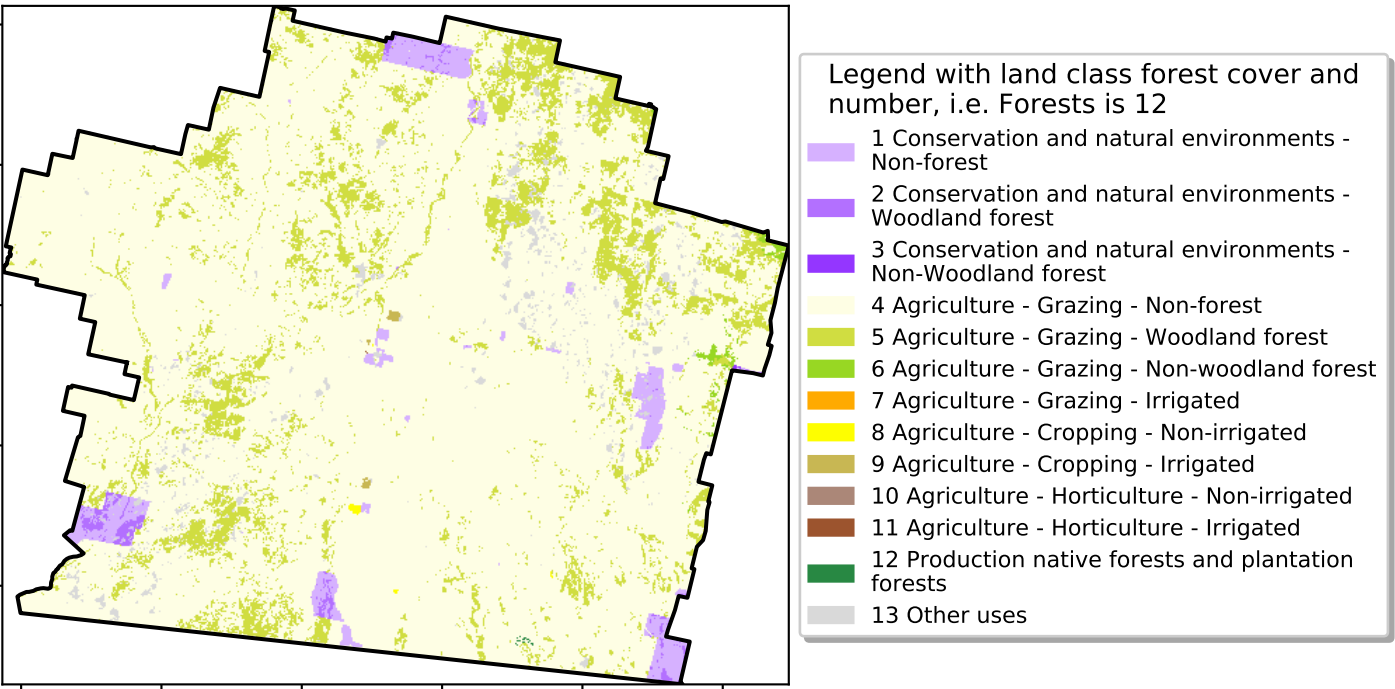 Legend with land class forest cover and
number, i.e. Forests is 12
1 Conservation and natural environments -
Non-forest
2 Conservation and natural environments -
Woodland forest
3 Conservation and natural environments -
Non-Woodland forest
4 Agriculture - Grazing - Non-forest
5 Agriculture - Grazing - Woodland forest
6 Agriculture - Grazing - Non-woodland forest
7 Agriculture - Grazing - Irrigated
8 Agriculture - Cropping - Non-irrigated
9 Agriculture - Cropping - Irrigated
10 Agriculture - Horticulture - Non-irrigated
11 Agriculture - Horticulture - Irrigated
12 Production native forests and plantation
forests
13 Other uses